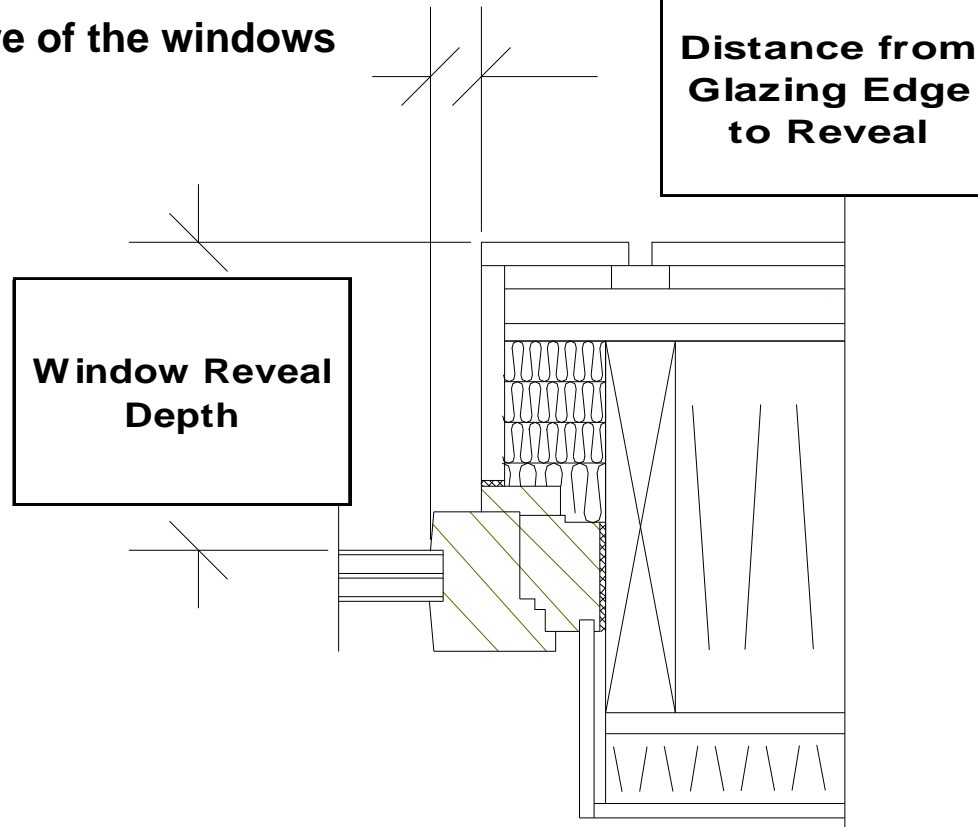 of the windows
Distance from
Glazing Edge
to Reveal
Window Reveal
Depth